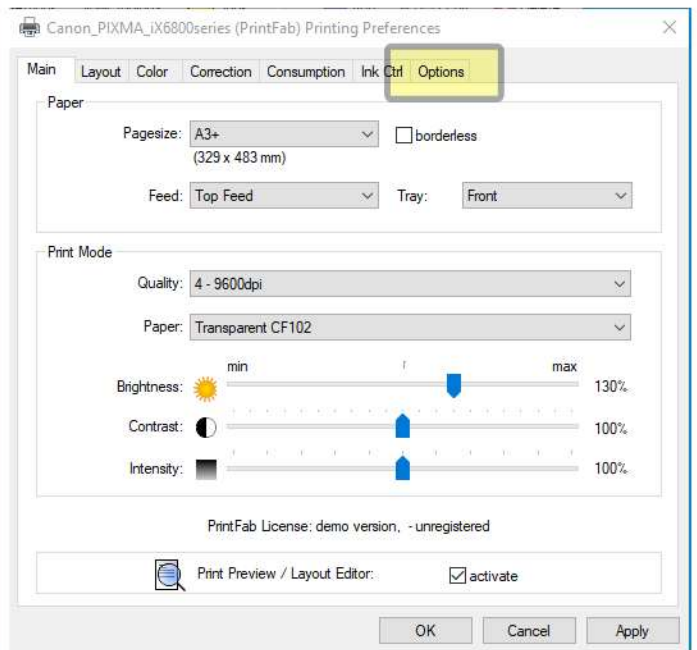 Canon_PIXMA_iX6800series (PrintFab) Printing Preferences
Main Layout Color Correction Consumption Ink Ctrl Options
Paper
Pagesize: A3+ borderless
(329 x 483 mm)
Feed: Top Feed Tray: Front
Print Mode
Quality: 4 - 9600dpi
Paper: Transparent CF102
min max
Brightness: 130%
Contrast: 100%
Intensity: 100%
PrintFab License: demo version, - unregistered
Print Preview / Layout Editor: activate
OK Cancel Apply